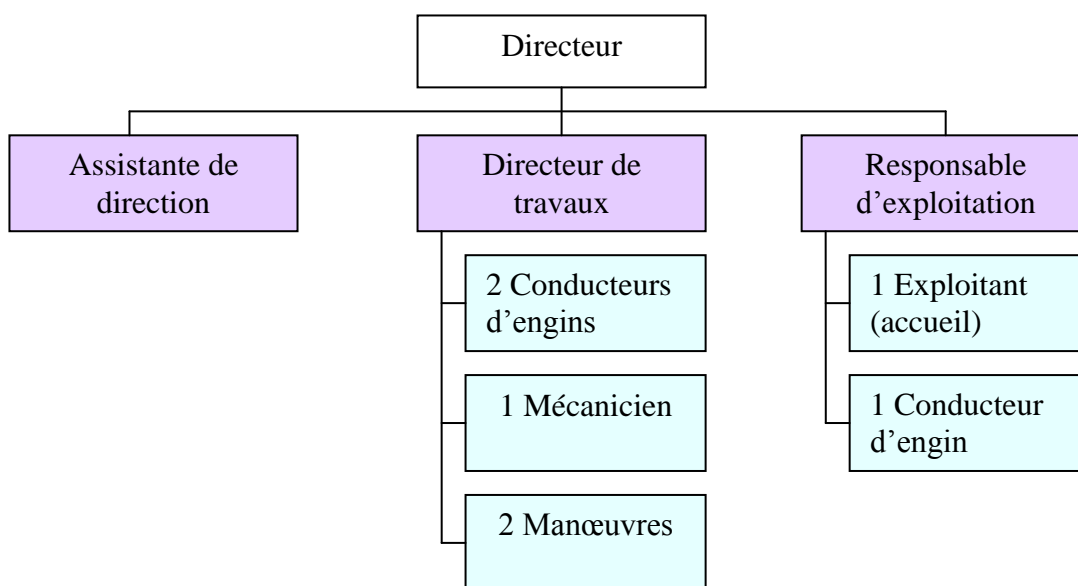 Directeur
Assistante de
direction
Directeur de
travaux
Responsable
d’exploitation
2 Conducteurs
d’engins
1 Mécanicien
2 Manœuvres
1 Exploitant
(accueil)
1 Conducteur
d’engin